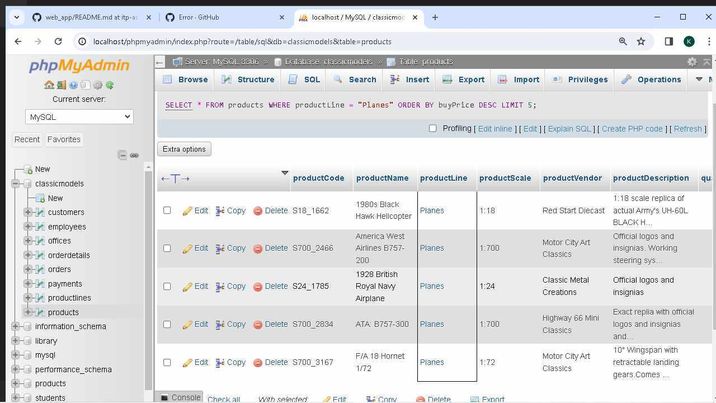 web_app/README.md at itp-a
Error · GitHub
localhost / MySQL / classicmod
localhost/phpmyadmin/index.php?route=/table/sql&db=classicmodels&table=products
K
phpMyAdmin
Current server:
MySQL
Recent Favorites
New
classicmodels
New
customers
employees
offices
orderdetails
orders
payments
productlines
products
information_schema
library
mysql
performance_schema
products
students
Server: MySQL:3306 » Database: classicmodels » Table: products
Browse Structure SQL Search Insert Export Import Privileges Operations
SELECT * FROM products WHERE productLine = "Planes" ORDER BY buyPrice DESC LIMIT 5;
Profiling [ Edit inline ] [ Edit ] [ Explain SQL ] [ Create PHP code ] [ Refresh ]
Extra options
←T→ productCode productName productLine productScale productVendor productDescription qua
Edit Copy Delete S18_1662 1980s Black Hawk Helicopter Planes 1:18 Red Start Diecast 1:18 scale replica of actual Army's UH-60L BLACK H...
Edit Copy Delete S700_2466 America West Airlines B757-200 Planes 1:700 Motor City Art Classics Official logos and insignias. Working steering sys...
Edit Copy Delete S24_1785 1928 British Royal Navy Airplane Planes 1:24 Classic Metal Creations Official logos and insignias
Edit Copy Delete S700_2834 ATA: B757-300 Planes 1:700 Highway 66 Mini Classics Exact replia with official logos and insignias and...
Edit Copy Delete S700_3167 F/A 18 Hornet 1/72 Planes 1:72 Motor City Art Classics 10" Wingspan with retractable landing gears.Comes ...
Console Check all With selected: Edit Copy Delete Export